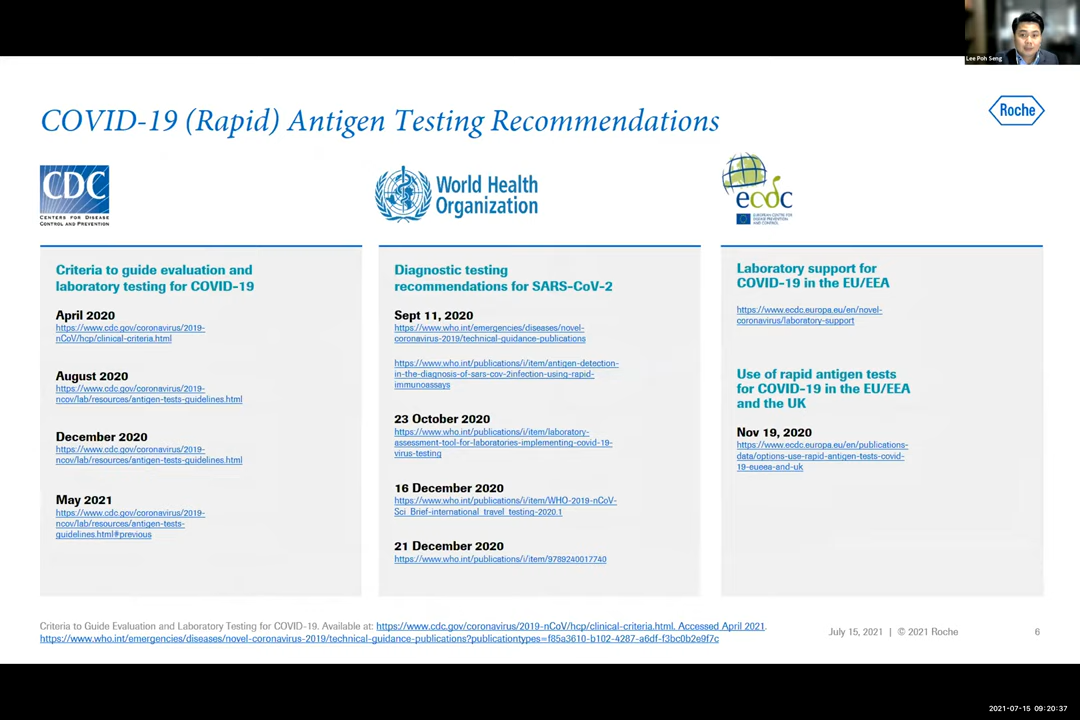 Lee Poh Seng
COVID-19 (Rapid) Antigen Testing Recommendations
Roche
CDC
CENTERS FOR DISEASE
CONTROL AND PREVENTION
World Health
Organization
ecdc
EUROPEAN CENTRE FOR
DISEASE PREVENTION
AND CONTROL
Criteria to guide evaluation and
laboratory testing for COVID-19
April 2020
https://www.cdc.gov/coronavirus/2019-
nCoV/hcp/clinical-criteria.html
August 2020
https://www.cdc.gov/coronavirus/2019-
ncov/lab/resources/antigen-tests-guidelines.html
December 2020
https://www.cdc.gov/coronavirus/2019-
ncov/lab/resources/antigen-tests-guidelines.html
May 2021
https://www.cdc.gov/coronavirus/2019-
ncov/lab/resources/antigen-tests-
guidelines.html#previous
Diagnostic testing
recommendations for SARS-CoV-2
Sept 11, 2020
https://www.who.int/emergencies/diseases/novel-
coronavirus-2019/technical-guidance-publications
https://www.who.int/publications/i/item/antigen-detection-
in-the-diagnosis-of-sars-cov-2infection-using-rapid-
immunoassays
23 October 2020
https://www.who.int/publications/i/item/laboratory-
assessment-tool-for-laboratories-implementing-covid-19-
virus-testing
16 December 2020
https://www.who.int/publications/i/item/WHO-2019-nCoV-
Sci_Brief-international_travel_testing-2020.1
21 December 2020
https://www.who.int/publications/i/item/9789240017740
Laboratory support for
COVID-19 in the EU/EEA
https://www.ecdc.europa.eu/en/novel-
coronavirus/laboratory-support
Use of rapid antigen tests
for COVID-19 in the EU/EEA
and the UK
Nov 19, 2020
https://www.ecdc.europa.eu/en/publications-
data/options-use-rapid-antigen-tests-covid-
19-eueea-and-uk
Criteria to Guide Evaluation and Laboratory Testing for COVID-19. Available at: https://www.cdc.gov/coronavirus/2019-nCoV/hcp/clinical-criteria.html. Accessed April 2021.
https://www.who.int/emergencies/diseases/novel-coronavirus-2019/technical-guidance-publications?publicationtypes=f85a3610-b102-4287-a6df-f3bc0b2e9f7c
July 15, 2021 | © 2021 Roche
6
2021-07-15 09:20:37